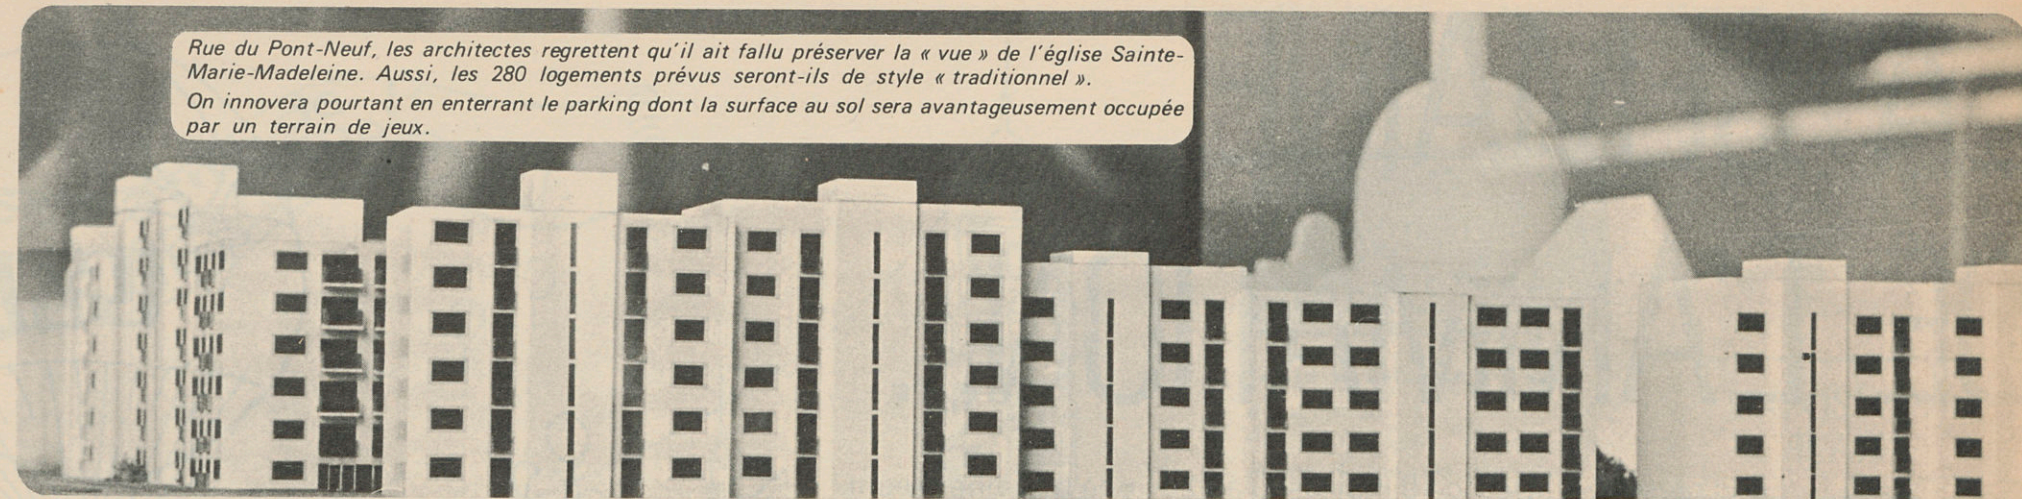 Rue du Pont-Neuf, les architectes regrettent qu'il ait fallu préserver la « vue » de l'église Sainte-
Marie-Madeleine. Aussi, les 280 logements prévus seront-ils de style « traditionnel ».
On innovera pourtant en enterrant le parking dont la surface au sol sera avantageusement occupée
par un terrain de jeux.